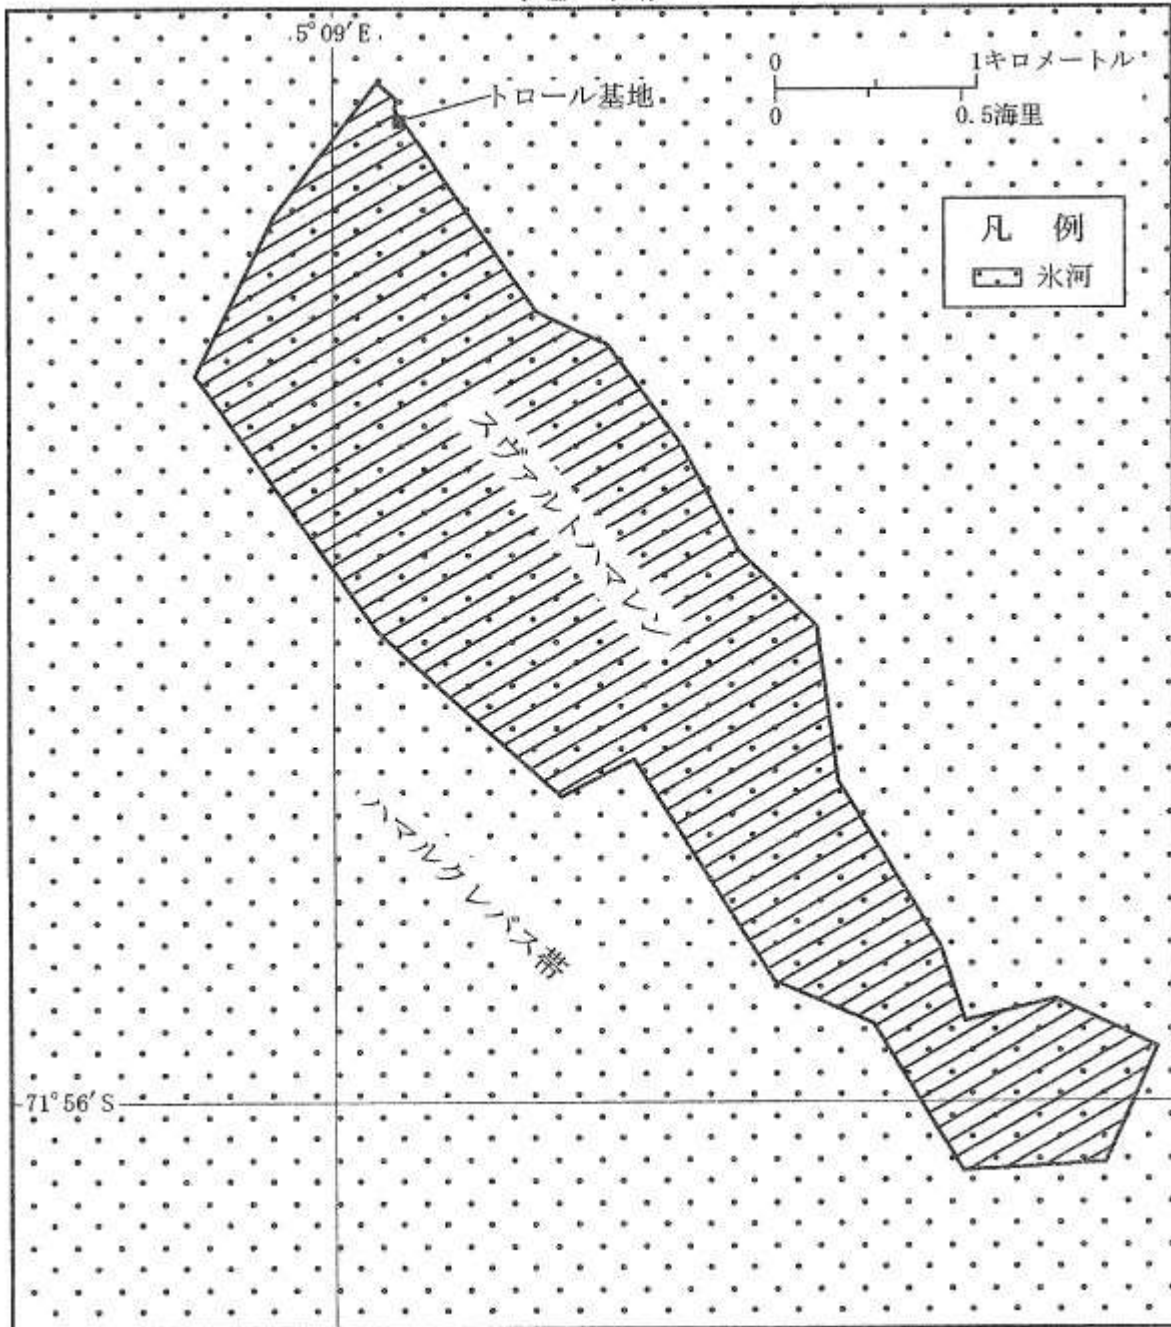 5°09′E
0 1キロメートル
トロール基地
0 0.5海里
凡 例
氷河
スヴァルトハマレン
ハマルクレバス帯
71°56′S